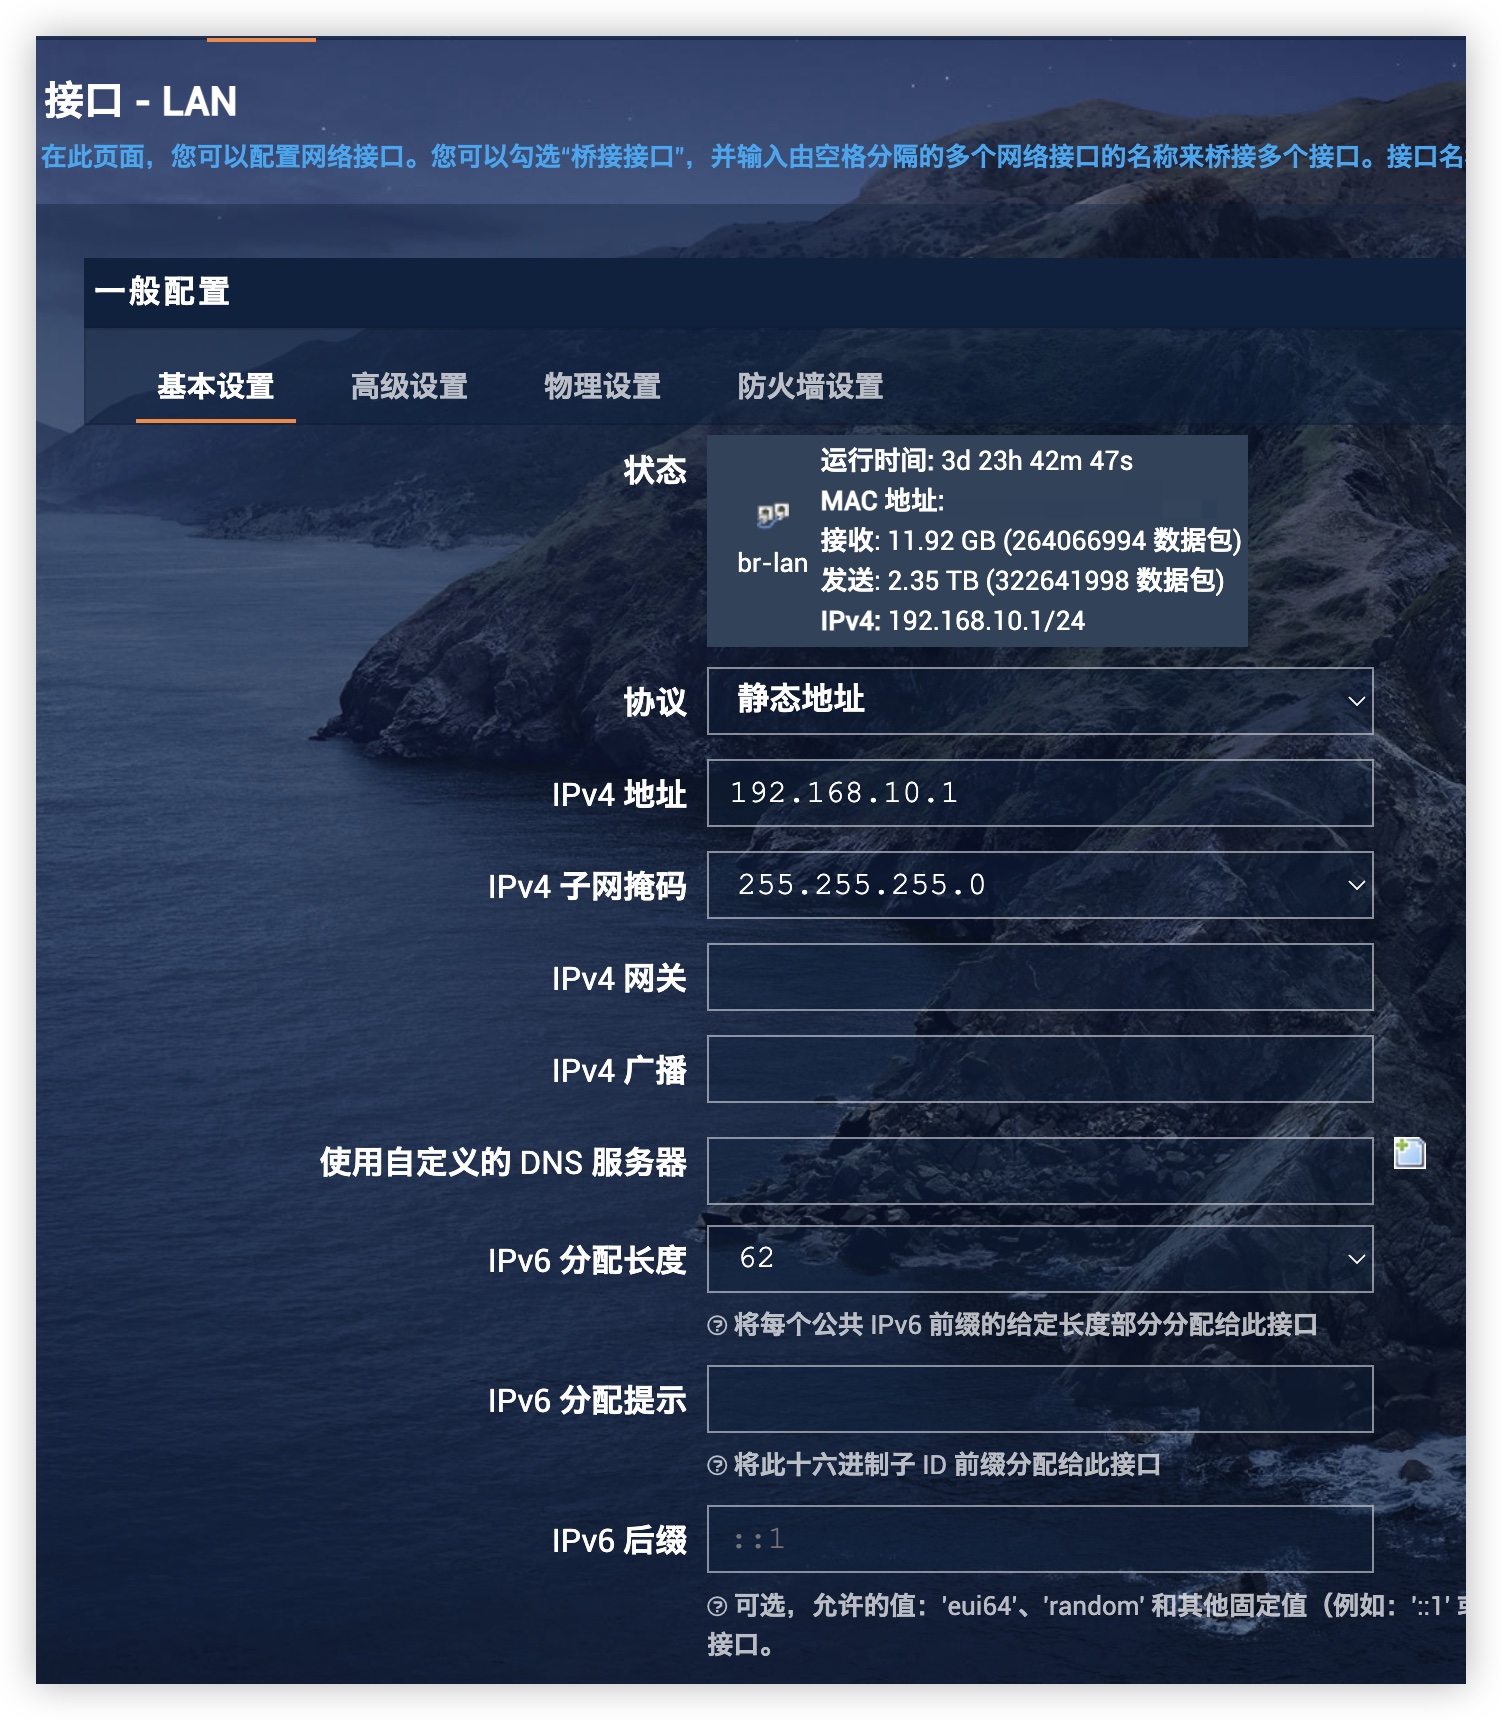 接口 - LAN
在此页面，您可以配置网络接口。您可以勾选“桥接接口”，并输入由空格分隔的多个网络接口的名称来桥接多个接口。接口名
一般配置
基本设置 高级设置 物理设置 防火墙设置
状态
br-lan
运行时间: 3d 23h 42m 47s
MAC 地址:
接收: 11.92 GB (264066994 数据包)
发送: 2.35 TB (322641998 数据包)
IPv4: 192.168.10.1/24
协议 静态地址
IPv4 地址 192.168.10.1
IPv4 子网掩码 255.255.255.0
IPv4 网关
IPv4 广播
使用自定义的 DNS 服务器
IPv6 分配长度 62
将每个公共 IPv6 前缀的给定长度部分分配给此接口
IPv6 分配提示
将此十六进制子 ID 前缀分配给此接口
IPv6 后缀 ::1
可选，允许的值：'eui64'、'random' 和其他固定值（例如：'::1'
接口。